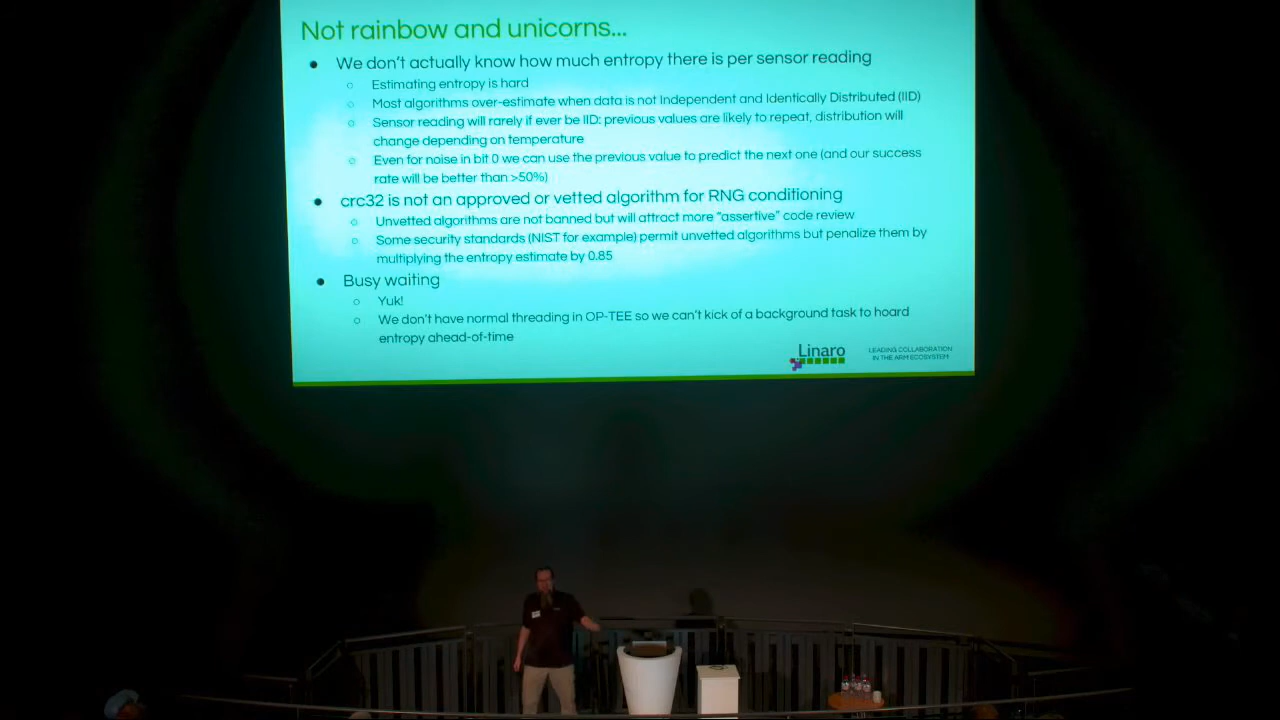 Not rainbow and unicorns...
● We don't actually know how much entropy there is per sensor reading
○ Estimating entropy is hard
○ Most algorithms over-estimate when data is not Independent and Identically Distributed (IID)
○ Sensor reading will rarely if ever be IID: previous values are likely to repeat, distribution will
change depending on temperature
○ Even for noise in bit 0 we can use the previous value to predict the next one (and our success
rate will be better than >50%)
● crc32 is not an approved or vetted algorithm for RNG conditioning
○ Unvetted algorithms are not banned but will attract more "assertive" code review
○ Some security standards (NIST for example) permit unvetted algorithms but penalize them by
multiplying the entropy estimate by 0.85
● Busy waiting
○ Yuk!
○ We don't have normal threading in OP-TEE so we can't kick of a background task to hoard
entropy ahead-of-time
Linaro
LEADING COLLABORATION
IN THE ARM ECOSYSTEM